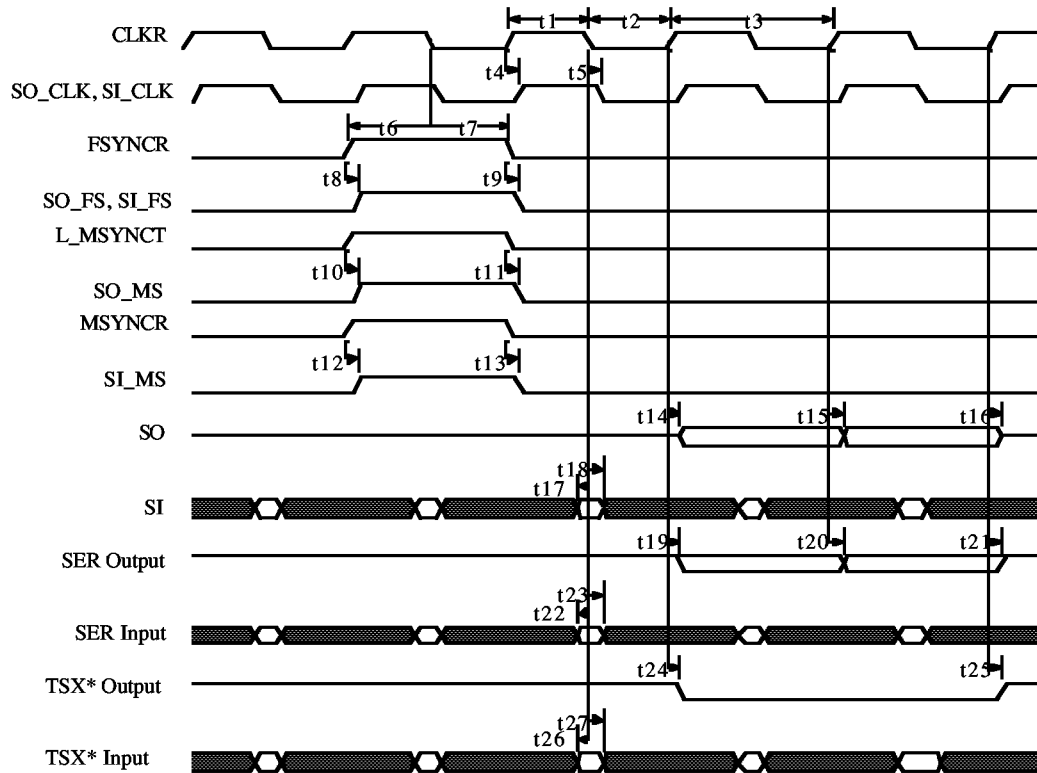 t1 t2 t3
CLKR
t4 t5
SO_CLK, SI_CLK
t6 t7
FSYNCR
t8 t9
SO_FS, SI_FS
L_MSYNCT
t10 t11
SO_MS
MSYNCR
t12 t13
SI_MS
t14 t15 t16
SO
t18
t17
SI
t19 t20 t21
SER Output
t23
t22
SER Input
t24 t25
TSX* Output
t27
t26
TSX* Input